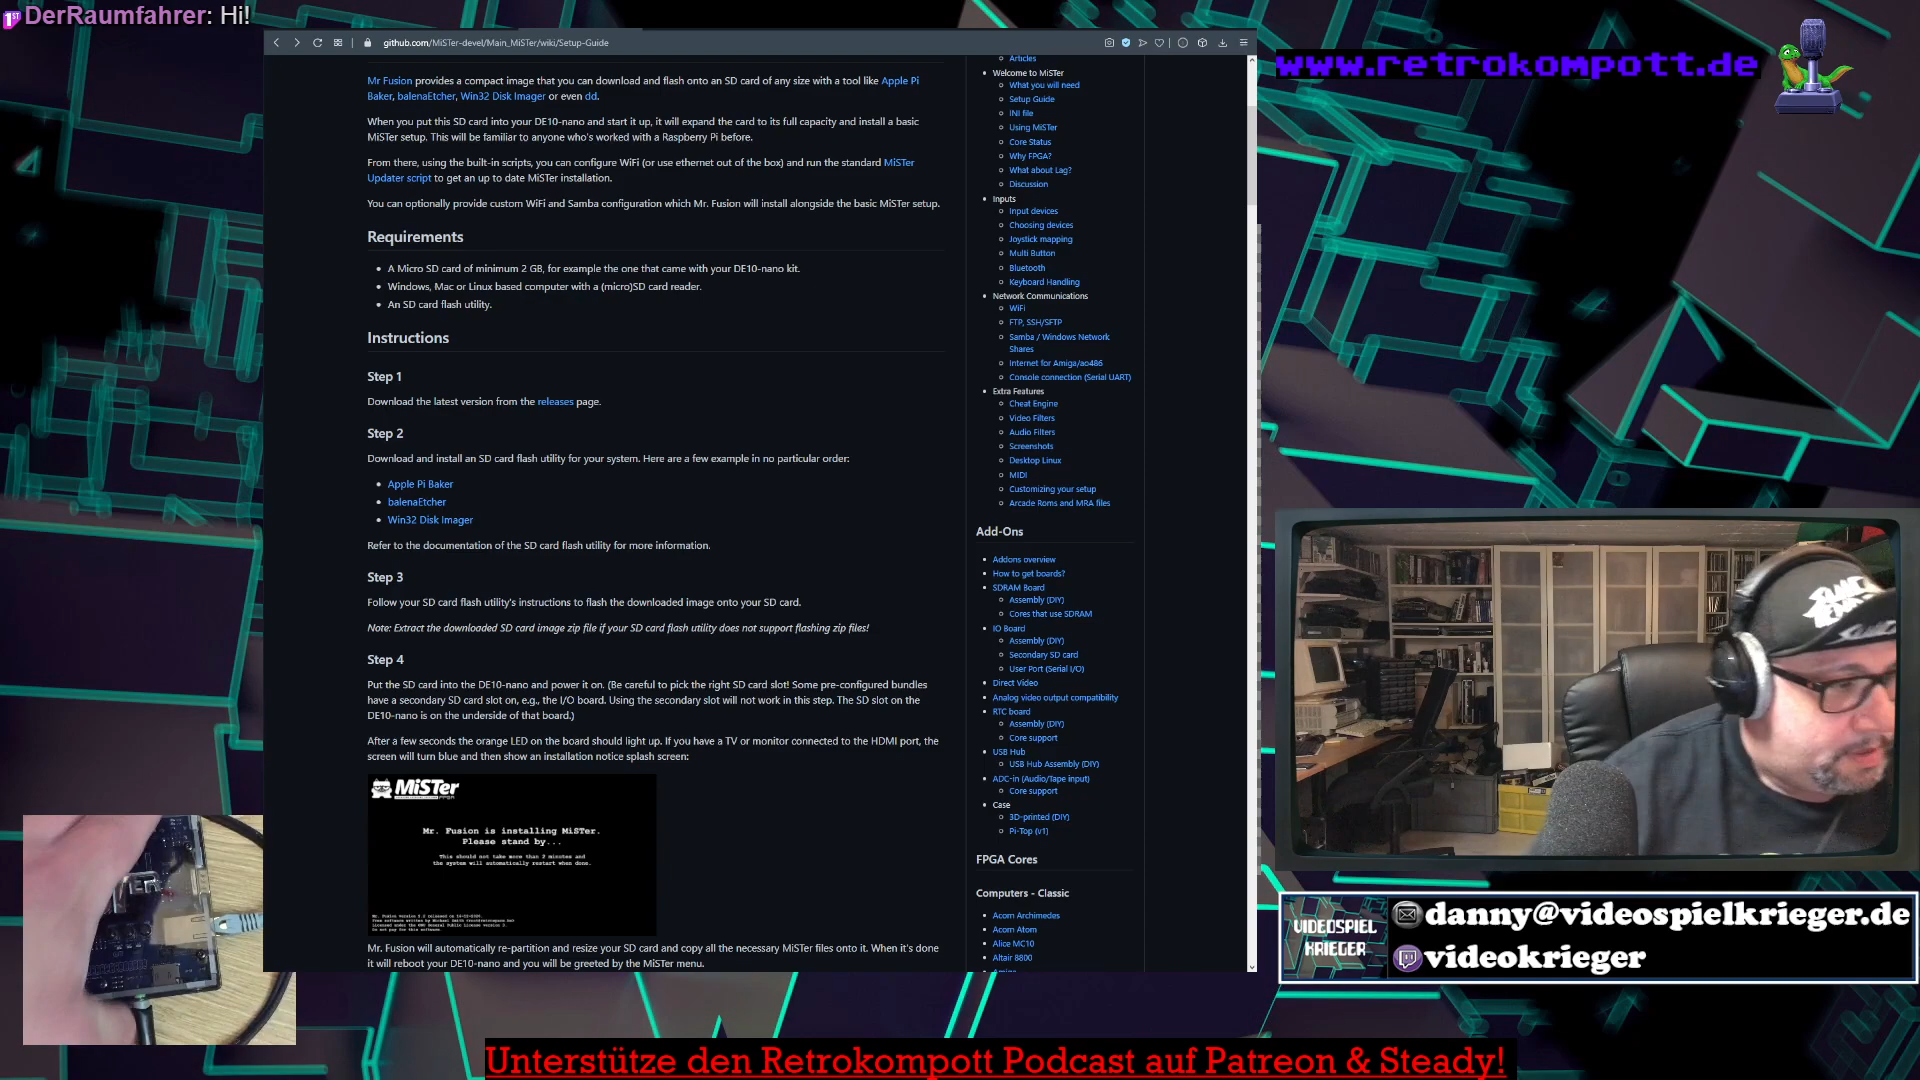 DerRaumfahrer: Hi!
github.com/MiSTer-devel/Main_MiSTer/wiki/Setup-Guide
www.retrokompott.de
Mr Fusion provides a compact image that you can download and flash onto an SD card of any size with a tool like Apple Pi
Baker, balenaEtcher, Win32 Disk Imager or even dd.
When you put this SD card into your DE10-nano and start it up, it will expand the card to its full capacity and install a basic
MiSTer setup. This will be familiar to anyone who's worked with a Raspberry Pi before.
From there, using the built-in scripts, you can configure WiFi (or use ethernet out of the box) and run the standard MiSTer
Updater script to get an up to date MiSTer installation.
You can optionally provide custom WiFi and Samba configuration which Mr. Fusion will install alongside the basic MiSTer setup.
Requirements
A Micro SD card of minimum 2 GB, for example the one that came with your DE10-nano kit.
Windows, Mac or Linux based computer with a (micro)SD card reader.
An SD card flash utility.
Instructions
Step 1
Download the latest version from the releases page.
Step 2
Download and install an SD card flash utility for your system. Here are a few example in no particular order:
Apple Pi Baker
balenaEtcher
Win32 Disk Imager
Refer to the documentation of the SD card flash utility for more information.
Step 3
Follow your SD card flash utility's instructions to flash the downloaded image onto your SD card.
Note: Extract the downloaded SD card image zip file if your SD card flash utility does not support flashing zip files!
Step 4
Put the SD card into the DE10-nano and power it on. (Be careful to pick the right SD card slot! Some pre-configured bundles
have a secondary SD card slot on, e.g., the I/O board. Using the secondary slot will not work in this step. The SD slot on the
DE10-nano is on the underside of that board.)
After a few seconds the orange LED on the board should light up. If you have a TV or monitor connected to the HDMI port, the
screen will turn blue and then show an installation notice splash screen:
MiSTer
Mr. Fusion is installing MiSTer.
Please stand by...
This should not take more than 2 minutes and
the system will automatically restart when done.
Mr. Fusion will automatically re-partition and resize your SD card and copy all the necessary MiSTer files onto it. When it's done
it will reboot your DE10-nano and you will be greeted by the MiSTer menu.
Articles
Welcome to MiSTer
What you will need
Setup Guide
INI file
Using MiSTer
Core Status
Why FPGA?
What about Lag?
Discussion
Inputs
Input devices
Choosing devices
Joystick mapping
Multi Button
Bluetooth
Keyboard Handling
Network Communications
WiFi
FTP, SSH/SFTP
Samba / Windows Network
Shares
Internet for Amiga/ao486
Console connection (Serial UART)
Extra Features
Cheat Engine
Video Filters
Audio Filters
Screenshots
Desktop Linux
MIDI
Customizing your setup
Arcade Roms and MRA files
Add-Ons
Addons overview
How to get boards?
SDRAM Board
Assembly (DIY)
Cores that use SDRAM
IO Board
Assembly (DIY)
Secondary SD card
User Port (Serial I/O)
Direct Video
Analog video output compatibility
RTC board
Assembly (DIY)
Core support
USB Hub
USB Hub Assembly (DIY)
ADC-in (Audio/Tape input)
Core support
Case
3D-printed (DIY)
Pi-Top (v1)
FPGA Cores
Computers - Classic
Acorn Archimedes
Acorn Atom
Alice MC10
Altair 8800
VIDEOSPIEL
KRIEGER
danny@videospielkrieger.de
videokrieger
Unterstütze den Retrokompott Podcast auf Patreon & Steady!